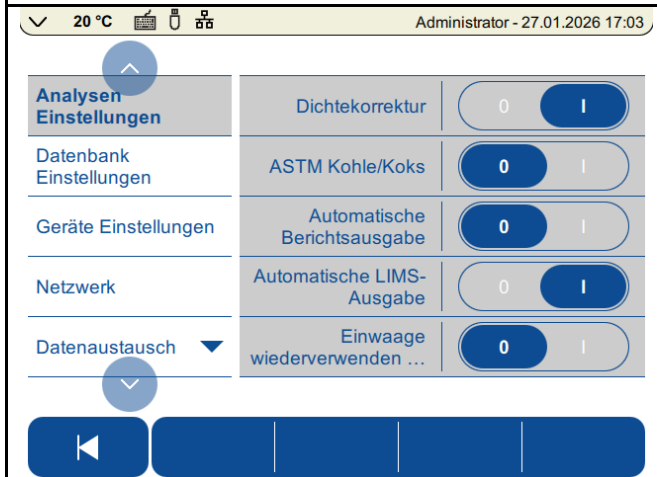 20 °C
Administrator - 27.01.2026 17:03
Analysen
Einstellungen
Dichtekorrektur
0 I
Datenbank
Einstellungen
ASTM Kohle/Koks
0 I
Geräte Einstellungen
Automatische
Berichtsausgabe
0 I
Netzwerk
Automatische LIMS-
Ausgabe
0 I
Datenaustausch
Einwaage
wiederverwenden ...
0 I